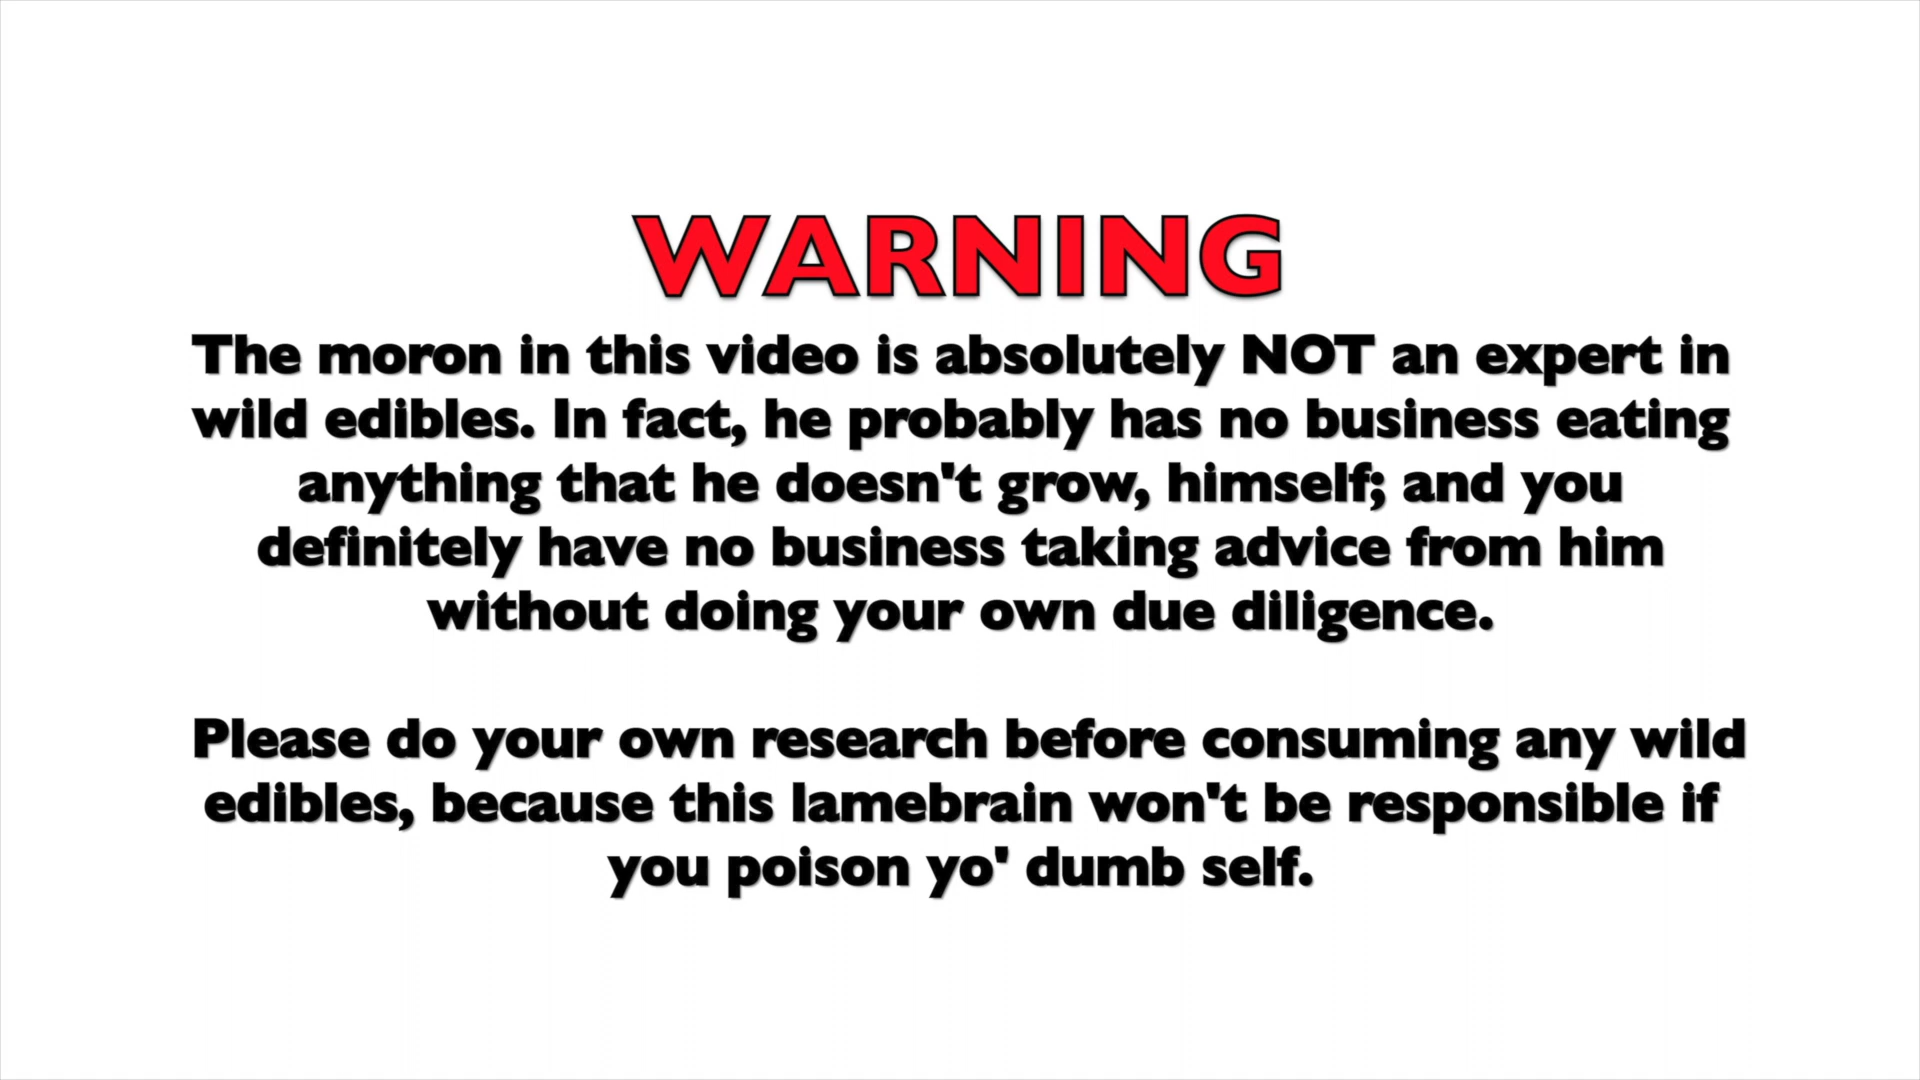 WARNING
The moron in this video is absolutely NOT an expert in
wild edibles. In fact, he probably has no business eating
anything that he doesn't grow, himself; and you
definitely have no business taking advice from him
without doing your own due diligence.
Please do your own research before consuming any wild
edibles, because this lamebrain won't be responsible if
you poison yo' dumb self.